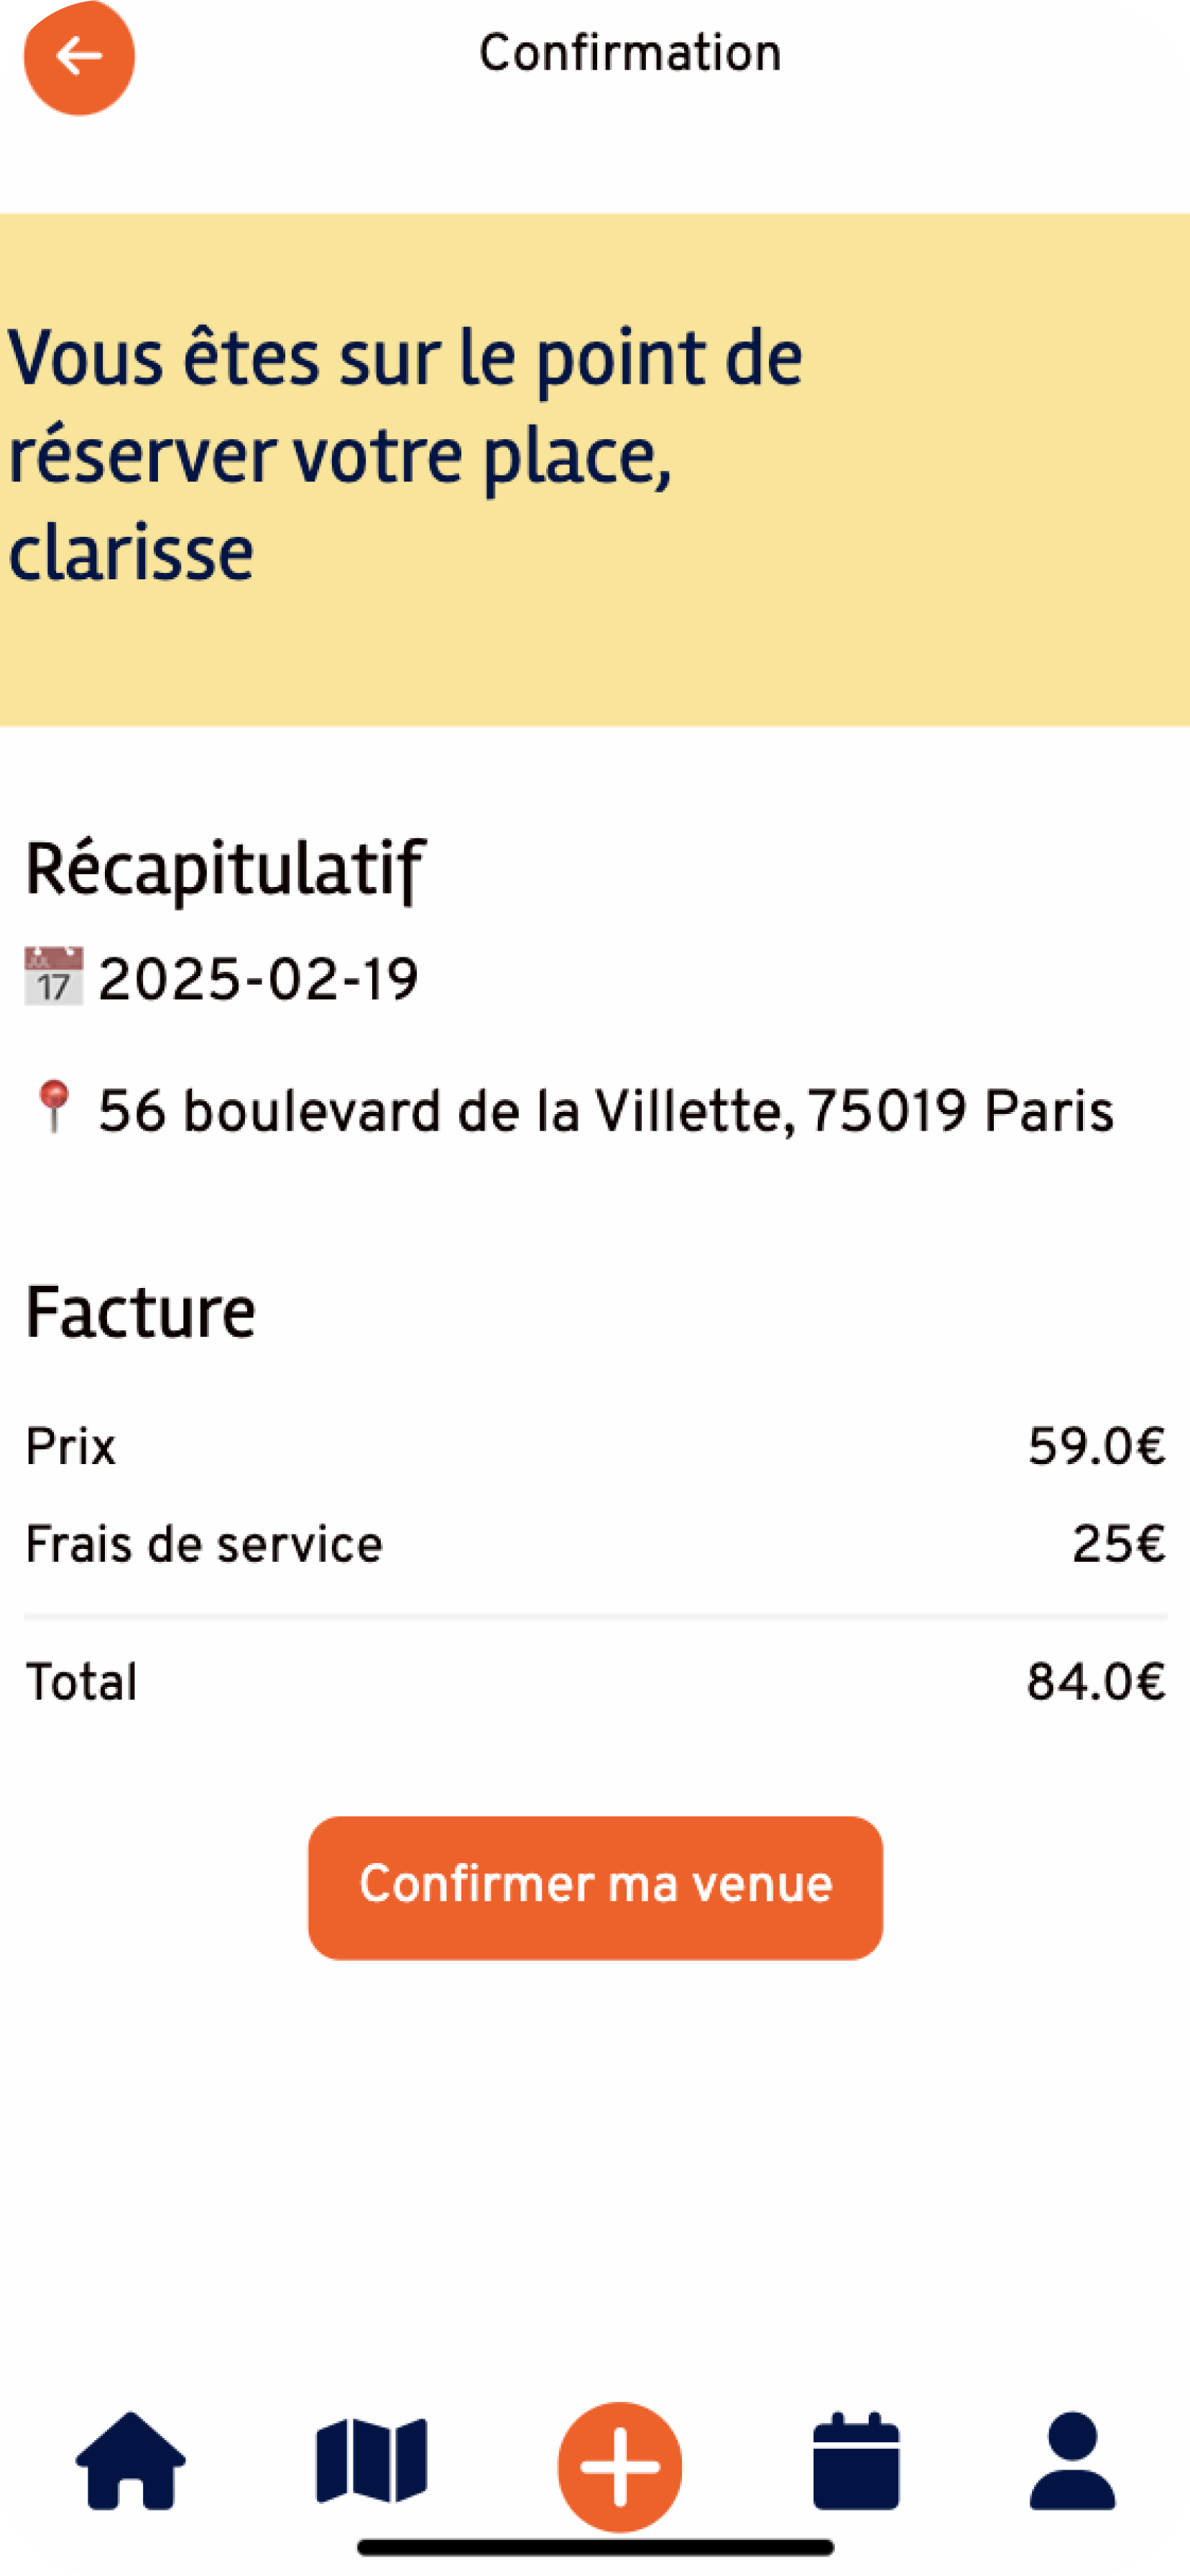 Confirmation
Vous êtes sur le point de
réserver votre place,
clarisse
Récapitulatif
JUL
17
2025-02-19
56 boulevard de la Villette, 75019 Paris
Facture
Prix 59.0€
Frais de service 25€
Total 84.0€
Confirmer ma venue